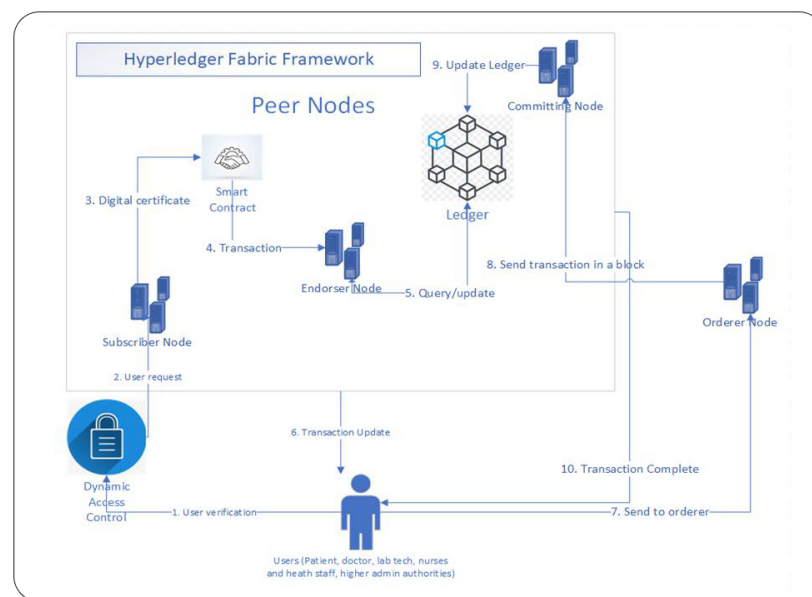 Hyperledger Fabric Framework
Peer Nodes
9. Update Ledger
Committing Node
Smart
Contract
3. Digital certificate
Ledger
4. Transaction
Endorser Node
5. Query/update
8. Send transaction in a block
Orderer Node
Subscriber Node
2. User request
6. Transaction Update
Dynamic
Access
Control
10. Transaction Complete
1. User verification
7. Send to orderer
Users (Patient, doctor, lab tech, nurses
and heath staff, higher admin authorities)